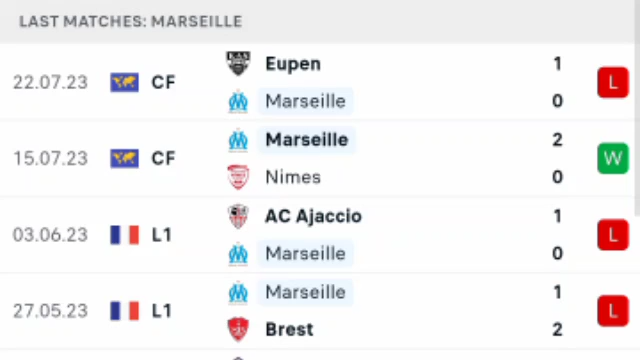 LAST MATCHES: MARSEILLE
22.07.23 CF Eupen 1 L
Marseille 0
15.07.23 CF Marseille 2 W
Nimes 0
03.06.23 L1 AC Ajaccio 1 L
Marseille 0
27.05.23 L1 Marseille 1 L
Brest 2